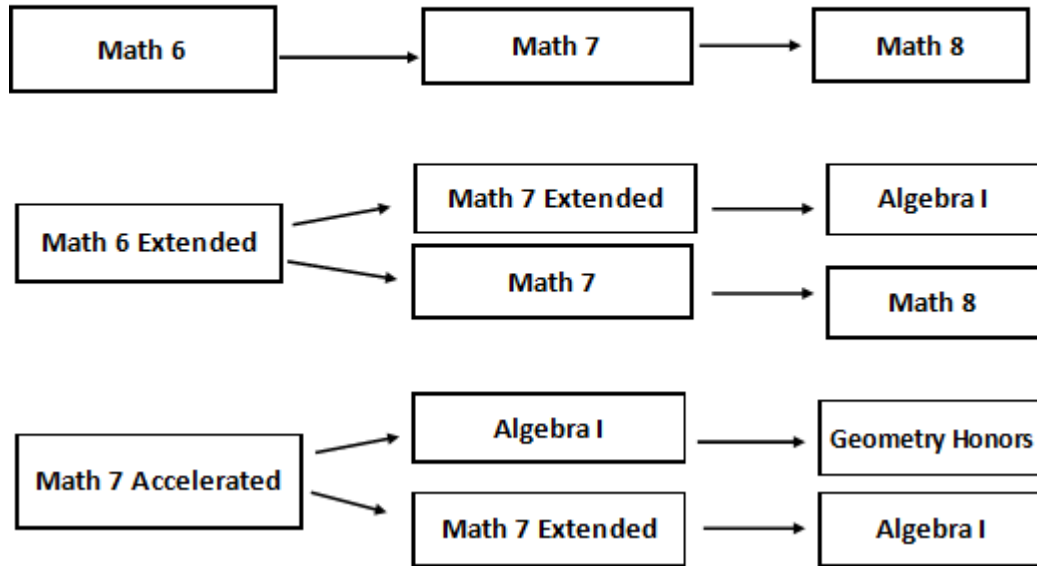 Math 6
Math 7
Math 8
Math 6 Extended
Math 7 Extended
Algebra I
Math 7
Math 8
Math 7 Accelerated
Algebra I
Geometry Honors
Math 7 Extended
Algebra I